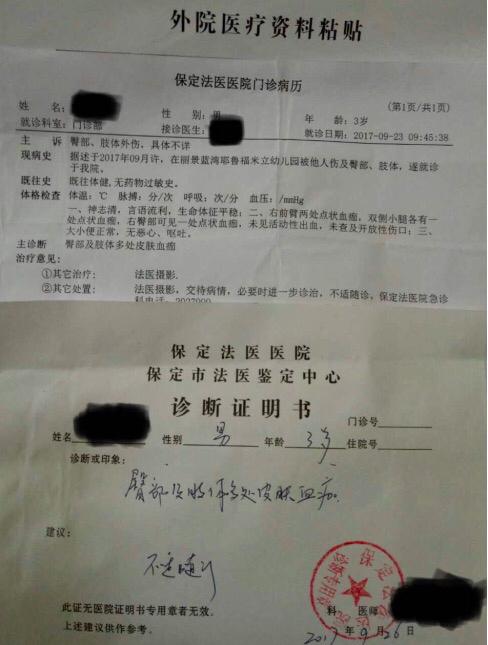 外院医疗资料粘贴
保定法医医院门诊病历
(第1页/共1页)
姓 名:
性 别:男
年 龄:3岁
就诊科室:门诊部
接诊医生:
就诊日期:2017-09-23 09:45:38
主 诉 臀部、肢体外伤、具体不详
现病史 据述于2017年09月许，在丽景蓝湾耶鲁福米立幼儿园被他人伤及臀部、肢体，遂就诊
于我院。
既往史 既往体健,无药物过敏史。
体格检查 体温:℃ 脉搏:分/次 呼吸:次/分 血压:/mmHg
一、神志清，言语流利，生命体征平稳;二、右前臂两处点状血痂，双侧小腿各有一
处点状血痂，右臀部可见一处点状血痂，未见活动性出血，未查及开放性伤口;三、
大小便正常，无恶心、呕吐。
主诊断 臀部及肢体多处皮肤血痂
治疗意见:
①其它治疗: 法医摄影.
②其它处置: 法医摄影，交待病情，必要时进一步诊治，不适随诊，保定法医医院急诊
科电话
保定法医医院
保定市法医鉴定中心
诊断证明书
门诊号
姓名 性别 男 年龄 3岁 住院号
诊断或印象:
臀部及肢体多处皮肤血痂.
建议:
不适随诊
保定法医医院
诊断专用章
科 医师
此证无医院证明书专用章者无效。
上述建议供作参考。
2017年9月26日